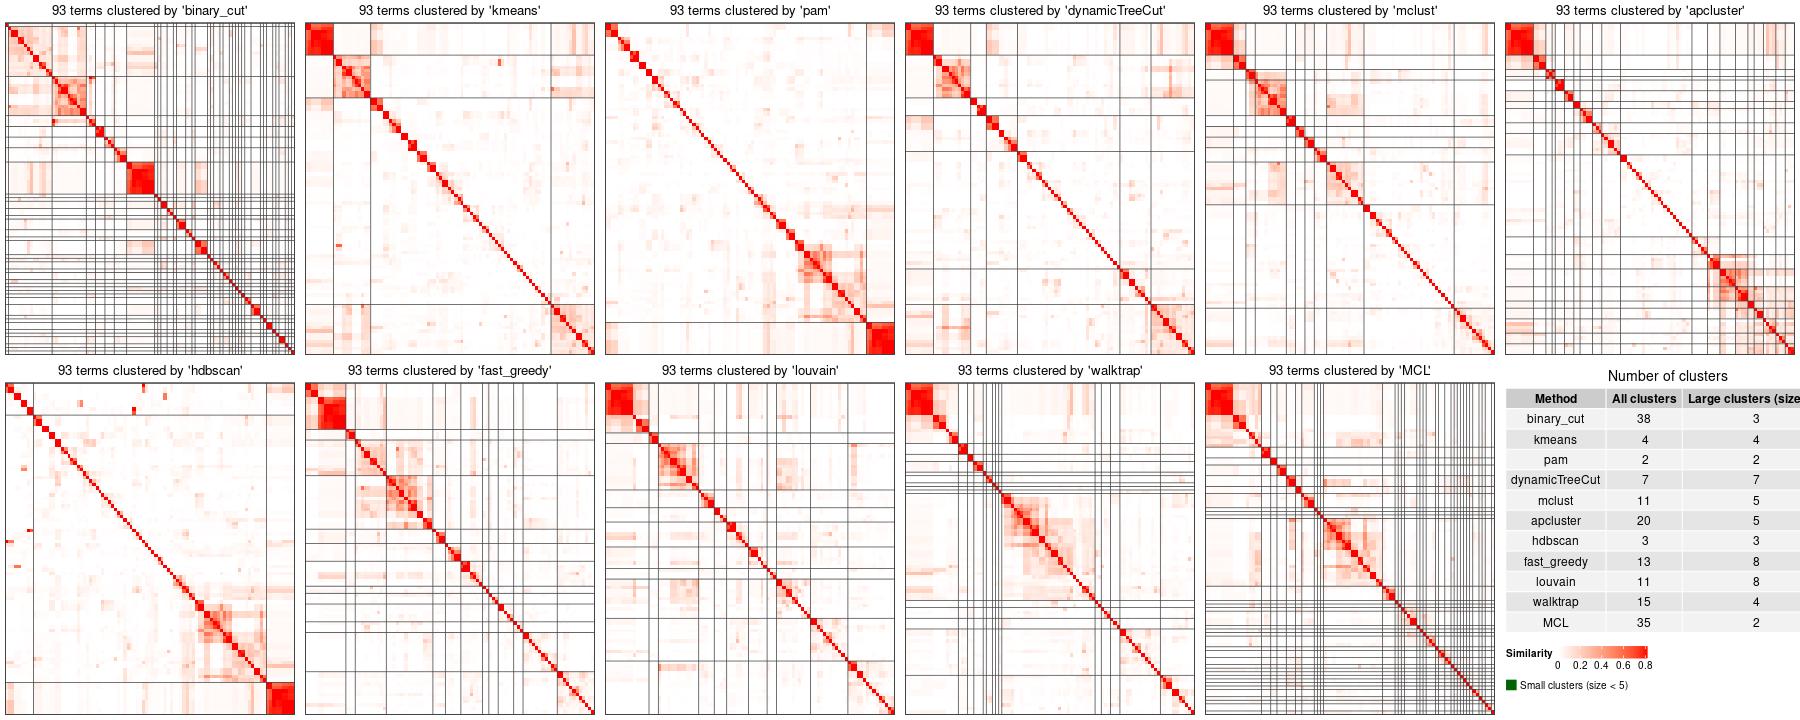 93 terms clustered by 'binary_cut'
93 terms clustered by 'kmeans'
93 terms clustered by 'pam'
93 terms clustered by 'dynamicTreeCut'
93 terms clustered by 'mclust'
93 terms clustered by 'apcluster'
93 terms clustered by 'hdbscan'
93 terms clustered by 'fast_greedy'
93 terms clustered by 'louvain'
93 terms clustered by 'walktrap'
93 terms clustered by 'MCL'
Number of clusters
Method All clusters Large clusters (size
binary_cut 38 3
kmeans 4 4
pam 2 2
dynamicTreeCut 7 7
mclust 11 5
apcluster 20 5
hdbscan 3 3
fast_greedy 13 8
louvain 11 8
walktrap 15 4
MCL 35 2
Similarity
0 0.2 0.4 0.6 0.8
Small clusters (size < 5)